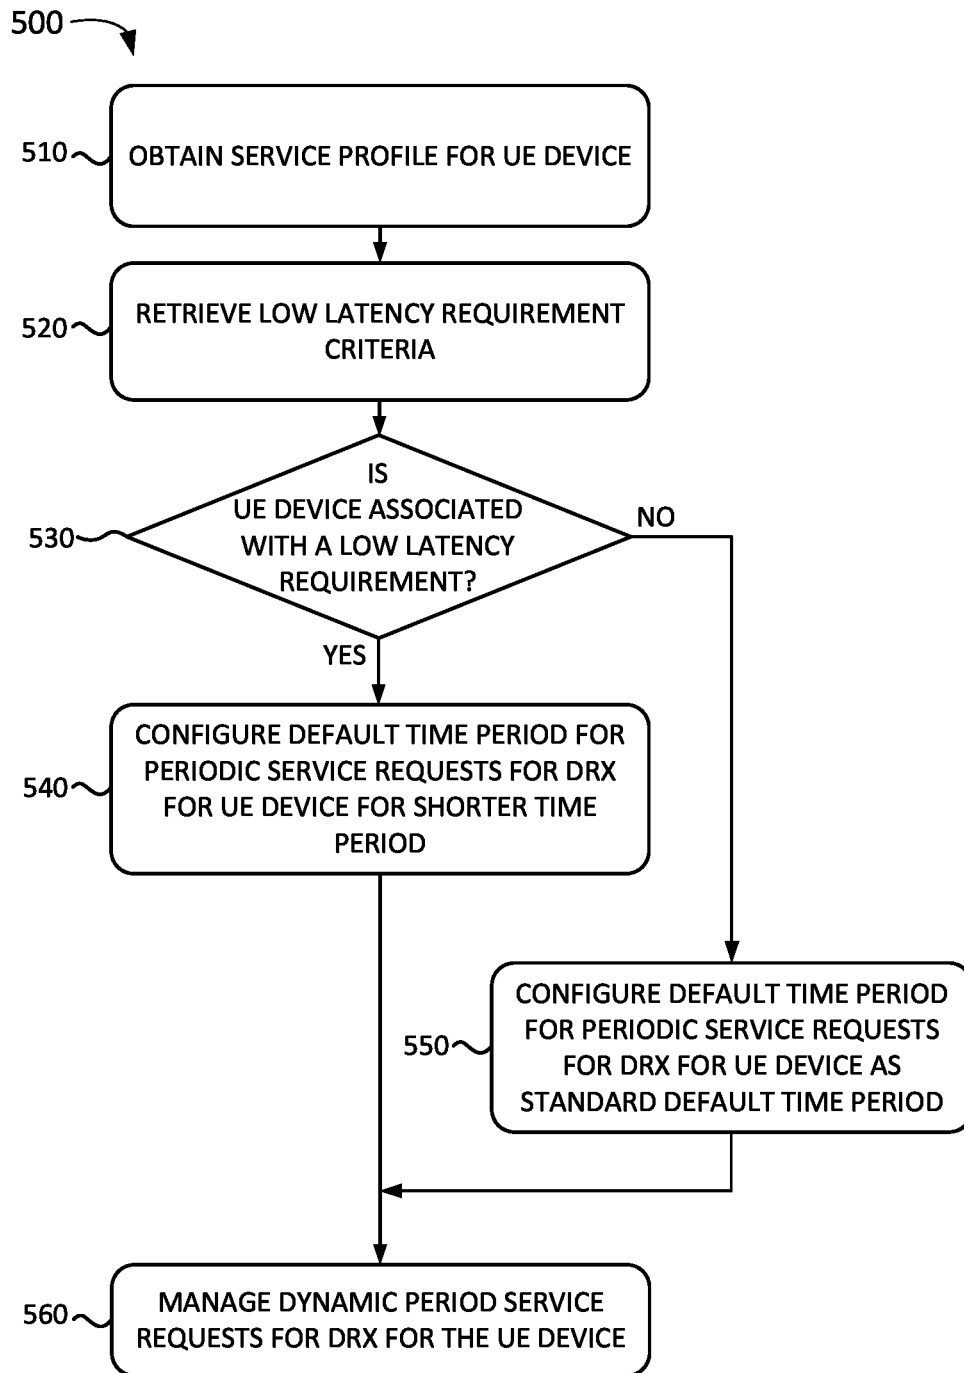 500
510
OBTAIN SERVICE PROFILE FOR UE DEVICE
520
RETRIEVE LOW LATENCY REQUIREMENT
CRITERIA
530
IS
UE DEVICE ASSOCIATED
WITH A LOW LATENCY
REQUIREMENT?
NO
YES
540
CONFIGURE DEFAULT TIME PERIOD FOR
PERIODIC SERVICE REQUESTS FOR DRX
FOR UE DEVICE FOR SHORTER TIME
PERIOD
550
CONFIGURE DEFAULT TIME PERIOD
FOR PERIODIC SERVICE REQUESTS
FOR DRX FOR UE DEVICE AS
STANDARD DEFAULT TIME PERIOD
560
MANAGE DYNAMIC PERIOD SERVICE
REQUESTS FOR DRX FOR THE UE DEVICE